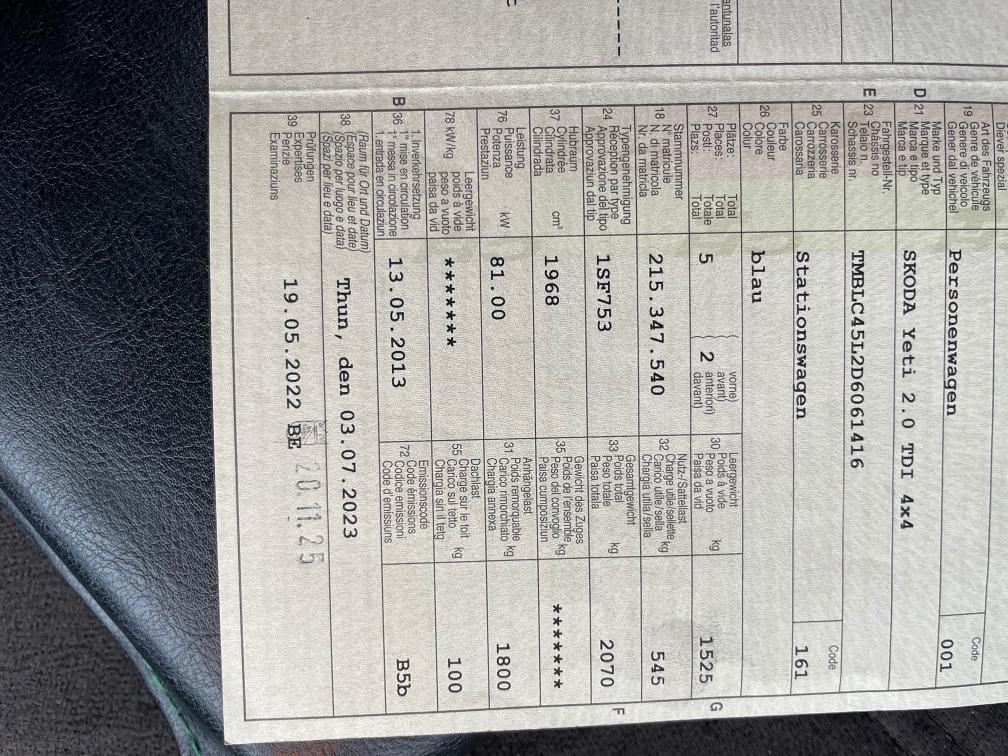 antunalas
l'autoritad
-----
Diever spezial
19 Art des Fahrzeugs
Genre de véhicule
Genere di veicolo
Gener dal vehichel
Personenwagen
Code
001
D 21 Marke und Typ
Marque et type
Marca e tipo
Marca e tip
SKODA Yeti 2.0 TDI 4x4
E 23 Fahrgestell-Nr.
Châssis no
Telaio n.
Schassis nr.
TMBLC45L2D6061416
25 Karosserie
Carrosserie
Carrozzeria
Carossaria
Stationswagen
Code
161
26 Farbe
Couleur
Colore
Colur
blau
27 Plätze: Total
Places: Total
Posti: Totale
Plazs: Total
5
( 2
vorne)
avant)
anteriori)
davant)
30 Leergewicht
Poids à vide
Peso a vuoto kg
Paisa da vid
1525 G
18 Stammnummer
N° matricule
N. di matricola
Nr. da matricla
215.347.540
32 Nutz-/Sattellast
Charge utile/sellette
Carico utile/sella kg
Chargia utila/sella
545
24 Typengenehmigung
Réception par type
Approvazione del tipo
Approvaziun dal tip
1SF753
33 Gesamtgewicht
Poids total
Peso totale kg
Paisa totala
2070 F
37 Hubraum
Cylindrée
Cilindrata cm³
Cilindrada
1968
35 Gewicht des Zuges
Poids de l'ensemble
Peso del convoglio kg
Paisa cumposiziun
*******
76 Leistung
Puissance
Potenza kW
Prestaziun
81.00
31 Anhängelast
Poids remorquable
Carico rimorchiato kg
Chargia annexa
1800
78 kW/kg Leergewicht
poids à vide
peso a vuoto
paisa da vid
*******
55 Dachlast
Charge sur le toit
Carico sul tetto kg
Chargia sin il tetg
100
B 36 1. Inverkehrsetzung
1re mise en circulation
1a messa in circolazione
1. entrada en circulaziun
13.05.2013
72 Emissionscode
Code émissions
Codice emissioni
Code d'emissiuns
B5b
38 (Raum für Ort und Datum)
(Espace pour lieu et date)
(Spazio per luogo e data)
(Spazi per lieu e data)
Thun, den 03.07.2023
39 Prüfungen
Expertises
Perizie
Examinaziuns
19.05.2022 BE
20.11.25